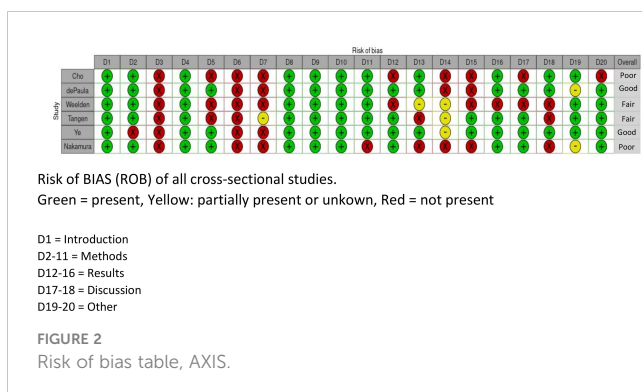 Risk of bias
D1 D2 D3 D4 D5 D6 D7 D8 D9 D10 D11 D12 D13 D14 D15 D16 D17 D18 D19 D20 Overall
Study
Cho + + X + X X X + + + + X + X X + X + + X Poor
dePaula + + X + + X X + + + + + + X X + + + - + Good
Weelden + + X + X X X + + + + X - - X X X X + + Fair
Tangen + + X + X X - + + + + + X - + + + X + + Fair
Ye + X X + + X X + + + + + + - + + + + + + Good
Nakamura + + X + + X X + + + X + X X X + + X - + Poor
Risk of BIAS (ROB) of all cross-sectional studies.
Green = present, Yellow: partially present or unkown, Red = not present
D1 = Introduction
D2-11 = Methods
D12-16 = Results
D17-18 = Discussion
D19-20 = Other
FIGURE 2
Risk of bias table, AXIS.